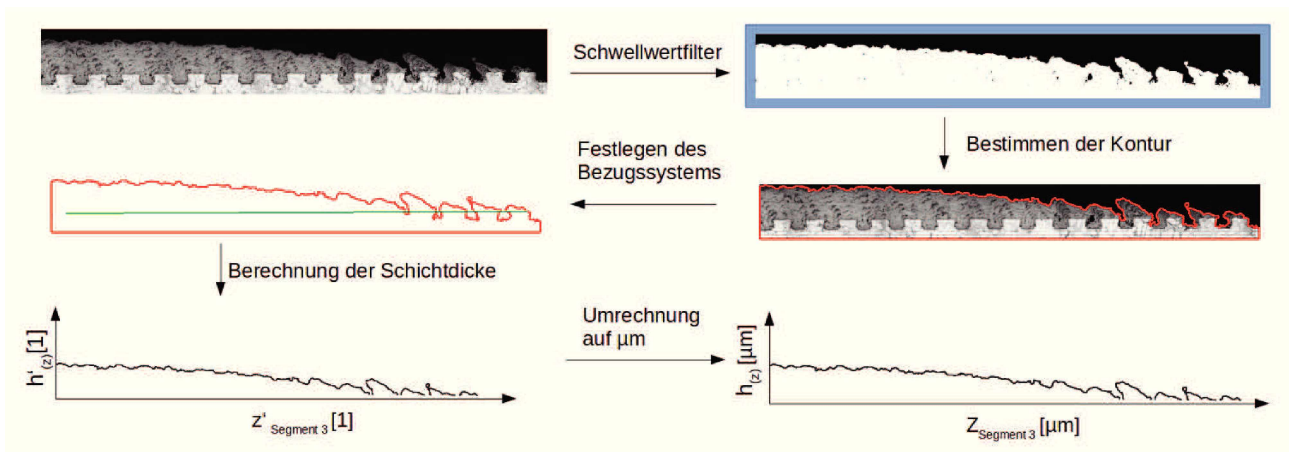 Schwellwertfilter
Bestimmen der Kontur
Festlegen des
Bezugssystems
Berechnung der Schichtdicke
h'(z)[1]
z' Segment 3 [1]
Umrechnung
auf µm
h(z) [µm]
ZSegment 3 [µm]